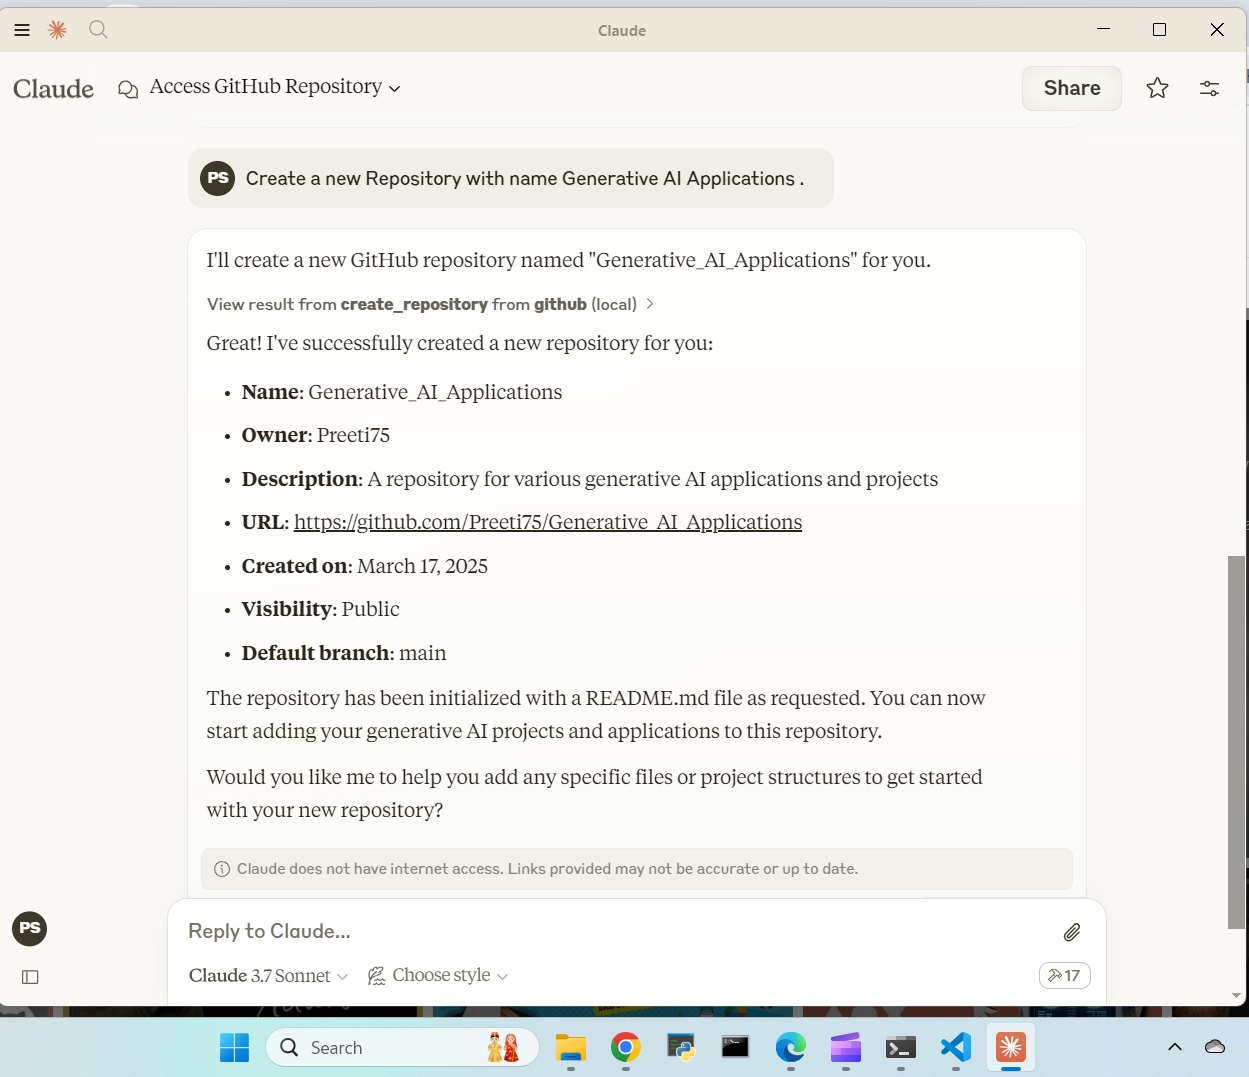 Claude
Claude
Access GitHub Repository
Share
PS
Create a new Repository with name Generative AI Applications .
I'll create a new GitHub repository named "Generative_AI_Applications" for you.
View result from create_repository from github (local)
Great! I've successfully created a new repository for you:
• Name: Generative_AI_Applications
• Owner: Preeti75
• Description: A repository for various generative AI applications and projects
• URL: https://github.com/Preeti75/Generative_AI_Applications
• Created on: March 17, 2025
• Visibility: Public
• Default branch: main
The repository has been initialized with a README.md file as requested. You can now
start adding your generative AI projects and applications to this repository.
Would you like me to help you add any specific files or project structures to get started
with your new repository?
Claude does not have internet access. Links provided may not be accurate or up to date.
PS
Reply to Claude...
Claude 3.7 Sonnet
Choose style
17
Search